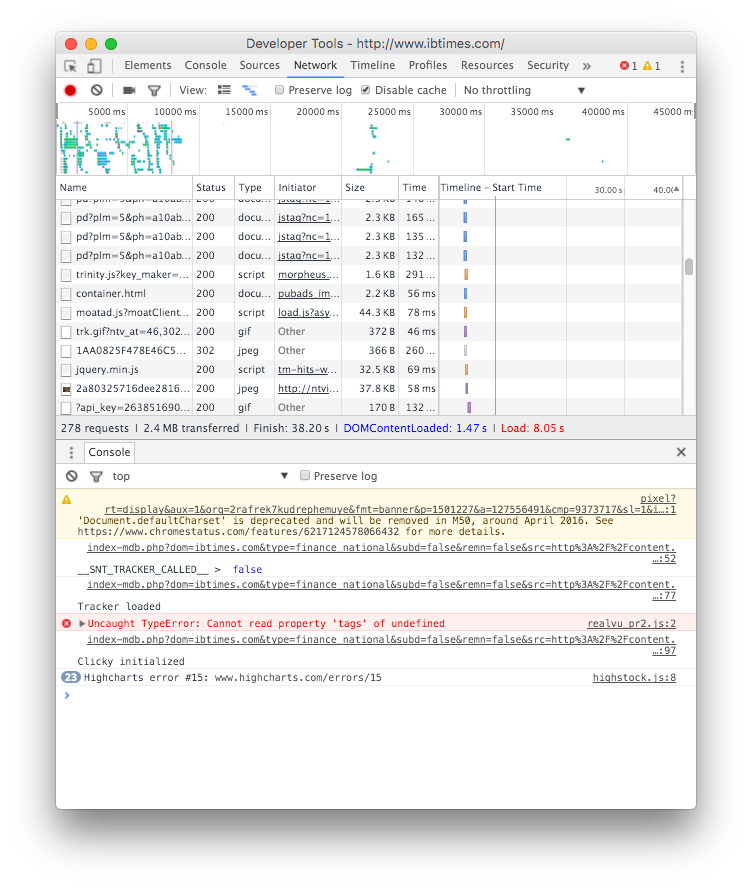 Developer Tools - http://www.ibtimes.com/
Elements Console Sources Network Timeline Profiles Resources Security » 1 1
View: Preserve log Disable cache No throttling
5000 ms 10000 ms 15000 ms 20000 ms 25000 ms 30000 ms 35000 ms 40000 ms 45000 ms
Name Status Type Initiator Size Time Timeline – Start Time 30.00 s 40.0(
pd?plm=5&ph=a10ab... 200 docu... jstag?nc=1...
pd?plm=5&ph=a10ab... 200 docu... jstag?nc=1... 2.3 KB 165 ...
pd?plm=5&ph=a10ab... 200 docu... jstag?nc=1... 2.3 KB 135 ...
pd?plm=5&ph=a10ab... 200 docu... jstag?nc=1... 2.3 KB 132 ...
trinity.js?key_maker=... 200 script morpheus.... 1.6 KB 291 ...
container.html 200 docu... pubads_im... 2.2 KB 56 ms
moatad.js?moatClient... 200 script load.js?asy... 44.3 KB 78 ms
trk.gif?ntv_at=46,302... 200 gif Other 372 B 46 ms
1AA0825F478E46C5... 302 jpeg Other 366 B 260 ...
jquery.min.js 200 script tm-hits-w... 32.5 KB 69 ms
2a80325716dee2816... 200 jpeg http://ntvi... 37.8 KB 58 ms
?api_key=263851690... 200 gif Other 170 B 132 ...
278 requests | 2.4 MB transferred | Finish: 38.20 s | DOMContentLoaded: 1.47 s | Load: 8.05 s
Console
top Preserve log
pixel?
rt=display&aux=1&org=2rafrek7kudrephemuye&fmt=banner&p=1501227&a=127556491&cmp=9373717&sl=1&i…:1
'Document.defaultCharset' is deprecated and will be removed in M50, around April 2016. See
https://www.chromestatus.com/features/6217124578066432 for more details.
index-mdb.php?dom=ibtimes.com&type=finance_national&subd=false&remn=false&src=http%3A%2F%2Fcontent.
…:52
__SNT_TRACKER_CALLED__ > false
index-mdb.php?dom=ibtimes.com&type=finance_national&subd=false&remn=false&src=http%3A%2F%2Fcontent.
…:77
Tracker loaded
Uncaught TypeError: Cannot read property 'tags' of undefined realvu_pr2.js:2
index-mdb.php?dom=ibtimes.com&type=finance_national&subd=false&remn=false&src=http%3A%2F%2Fcontent.
…:97
Clicky initialized
23 Highcharts error #15: www.highcharts.com/errors/15 highstock.js:8